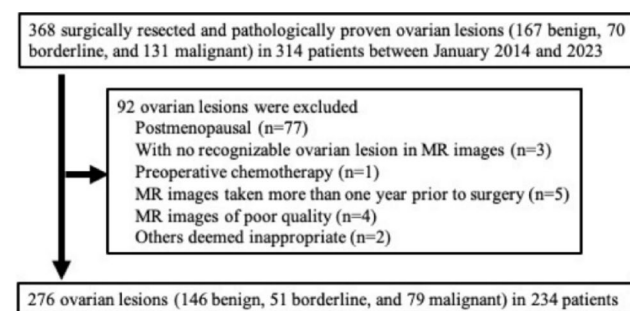 368 surgically resected and pathologically proven ovarian lesions (167 benign, 70
borderline, and 131 malignant) in 314 patients between January 2014 and 2023
92 ovarian lesions were excluded
Postmenopausal (n=77)
With no recognizable ovarian lesion in MR images (n=3)
Preoperative chemotherapy (n=1)
MR images taken more than one year prior to surgery (n=5)
MR images of poor quality (n=4)
Others deemed inappropriate (n=2)
276 ovarian lesions (146 benign, 51 borderline, and 79 malignant) in 234 patients